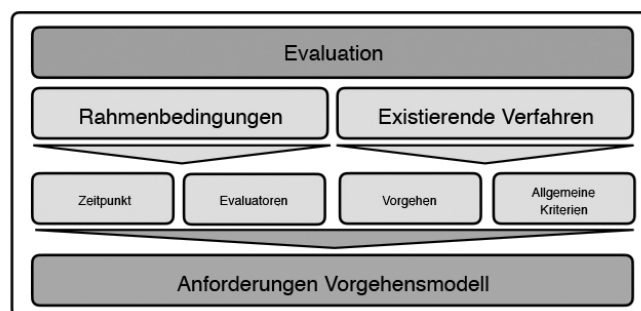 Evaluation
Rahmenbedingungen
Existierende Verfahren
Zeitpunkt
Evaluatoren
Vorgehen
Allgemeine
Kriterien
Anforderungen Vorgehensmodell